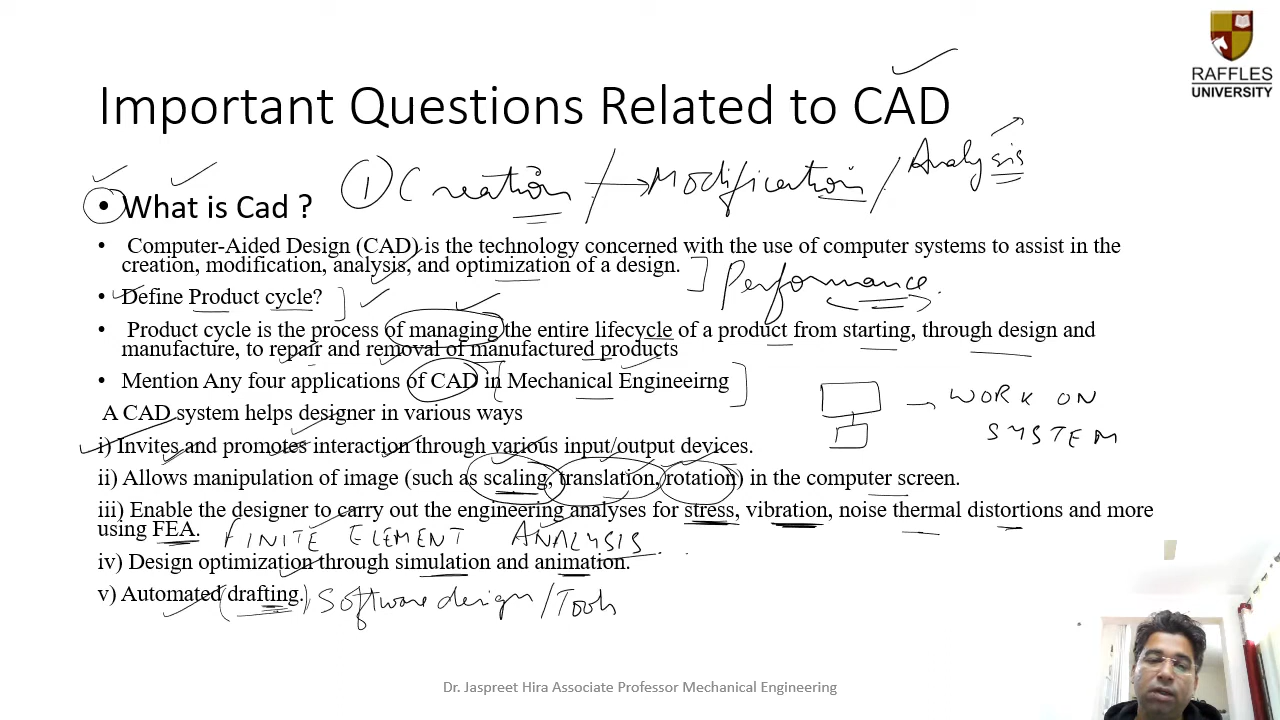 RAFFLES
UNIVERSITY
Important Questions Related to CAD
① Creation / → Modification / Analysis
• What is Cad ?
• Computer-Aided Design (CAD) is the technology concerned with the use of computer systems to assist in the
creation, modification, analysis, and optimization of a design.
] Performance.
• Define Product cycle? ]
• Product cycle is the process of managing the entire lifecycle of a product from starting, through design and
manufacture, to repair and removal of manufactured products
• Mention Any four applications of CAD in [Mechanical Engineeirng]
→ WORK ON
SYSTEM
A CAD system helps designer in various ways
i) Invites and promotes interaction through various input/output devices.
ii) Allows manipulation of image (such as scaling, translation, rotation) in the computer screen.
iii) Enable the designer to carry out the engineering analyses for stress, vibration, noise thermal distortions and more
using FEA. FINITE ELEMENT ANALYSIS.
iv) Design optimization through simulation and animation.
v) Automated (drafting.) Software design/Tools
Dr. Jaspreet Hira Associate Professor Mechanical Engineering